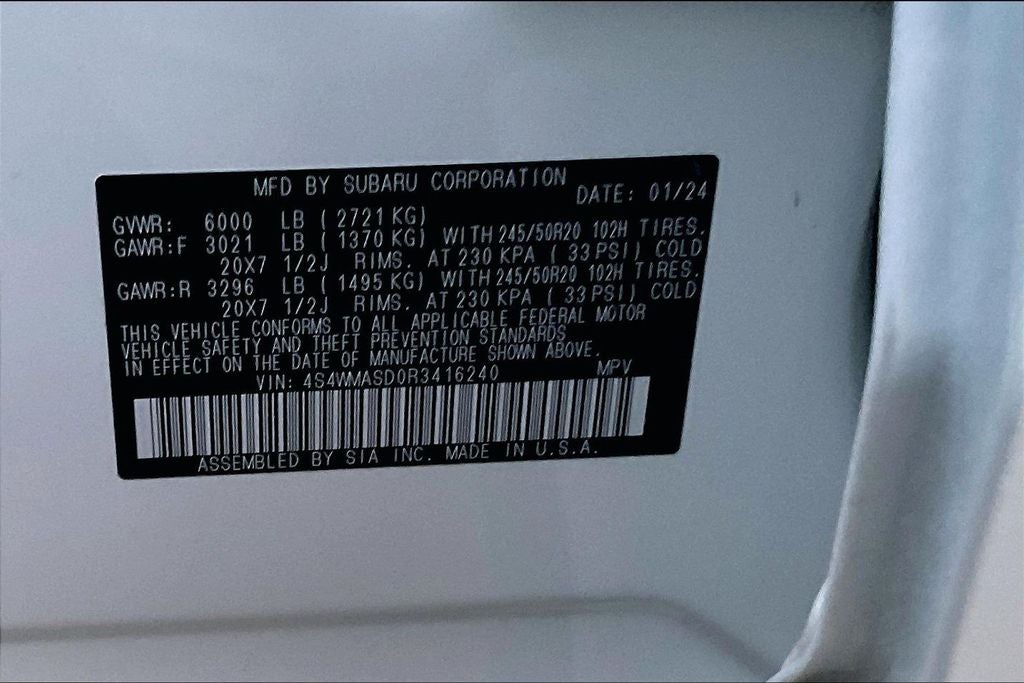 MFD BY SUBARU CORPORATION DATE: 01/24
GVWR: 6000 LB ( 2721 KG)
GAWR:F 3021 LB ( 1370 KG) WITH 245/50R20 102H TIRES.
20X7 1/2J RIMS. AT 230 KPA ( 33 PSI) COLD
GAWR:R 3296 LB ( 1495 KG) WITH 245/50R20 102H TIRES.
20X7 1/2J RIMS. AT 230 KPA ( 33 PSI) COLD
THIS VEHICLE CONFORMS TO ALL APPLICABLE FEDERAL MOTOR
VEHICLE SAFETY AND THEFT PREVENTION STANDARDS
IN EFFECT ON THE DATE OF MANUFACTURE SHOWN ABOVE.
VIN: 4S4WMASD0R3416240 MPV
ASSEMBLED BY SIA INC. MADE IN U.S.A.